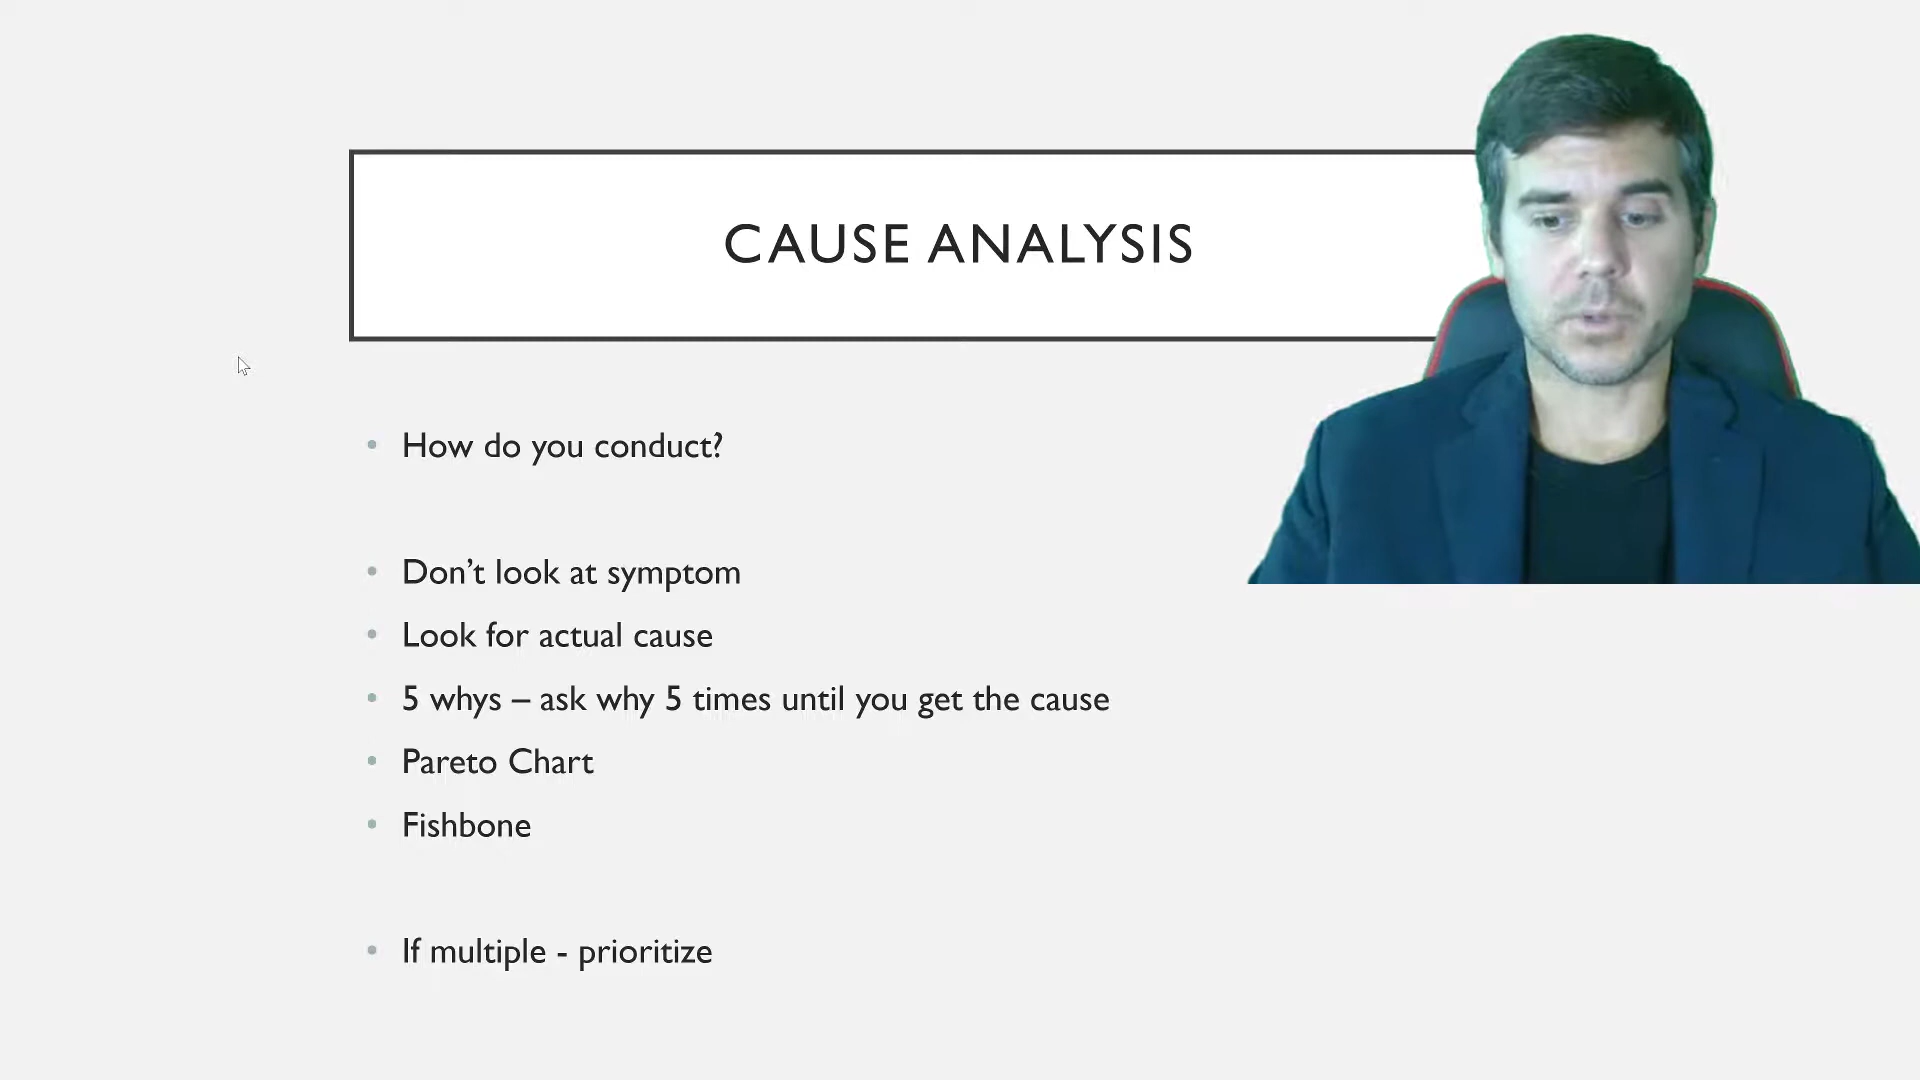 CAUSE ANALYSIS
• How do you conduct?
• Don’t look at symptom
• Look for actual cause
• 5 whys – ask why 5 times until you get the cause
• Pareto Chart
• Fishbone
• If multiple - prioritize